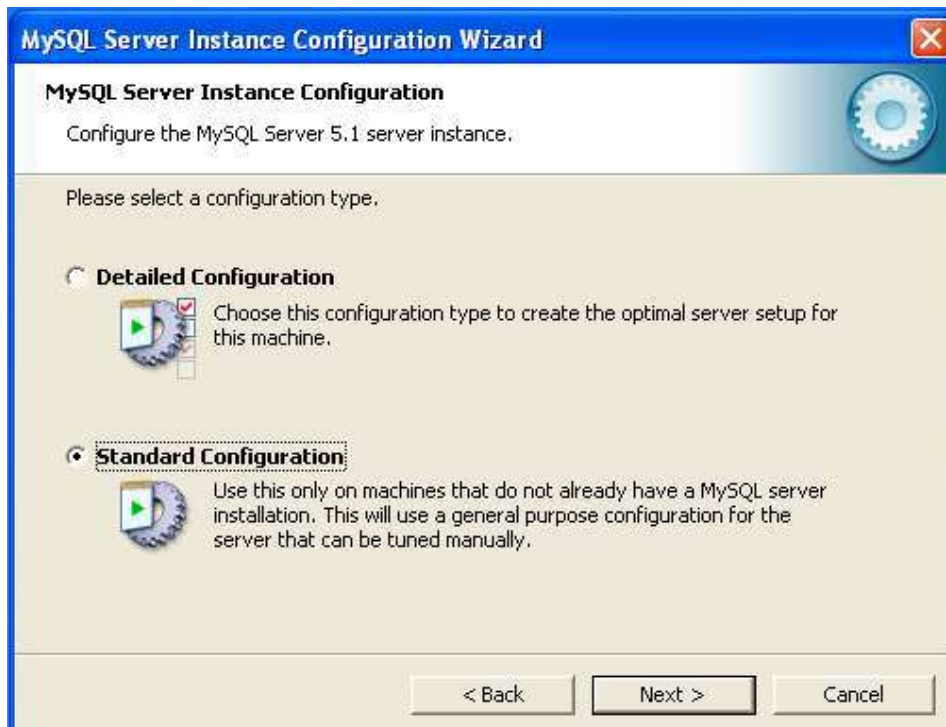 MySQL Server Instance Configuration Wizard
MySQL Server Instance Configuration
Configure the MySQL Server 5.1 server instance.
Please select a configuration type.
Detailed Configuration
Choose this configuration type to create the optimal server setup for
this machine.
Standard Configuration
Use this only on machines that do not already have a MySQL server
installation. This will use a general purpose configuration for the
server that can be tuned manually.
< Back
Next >
Cancel